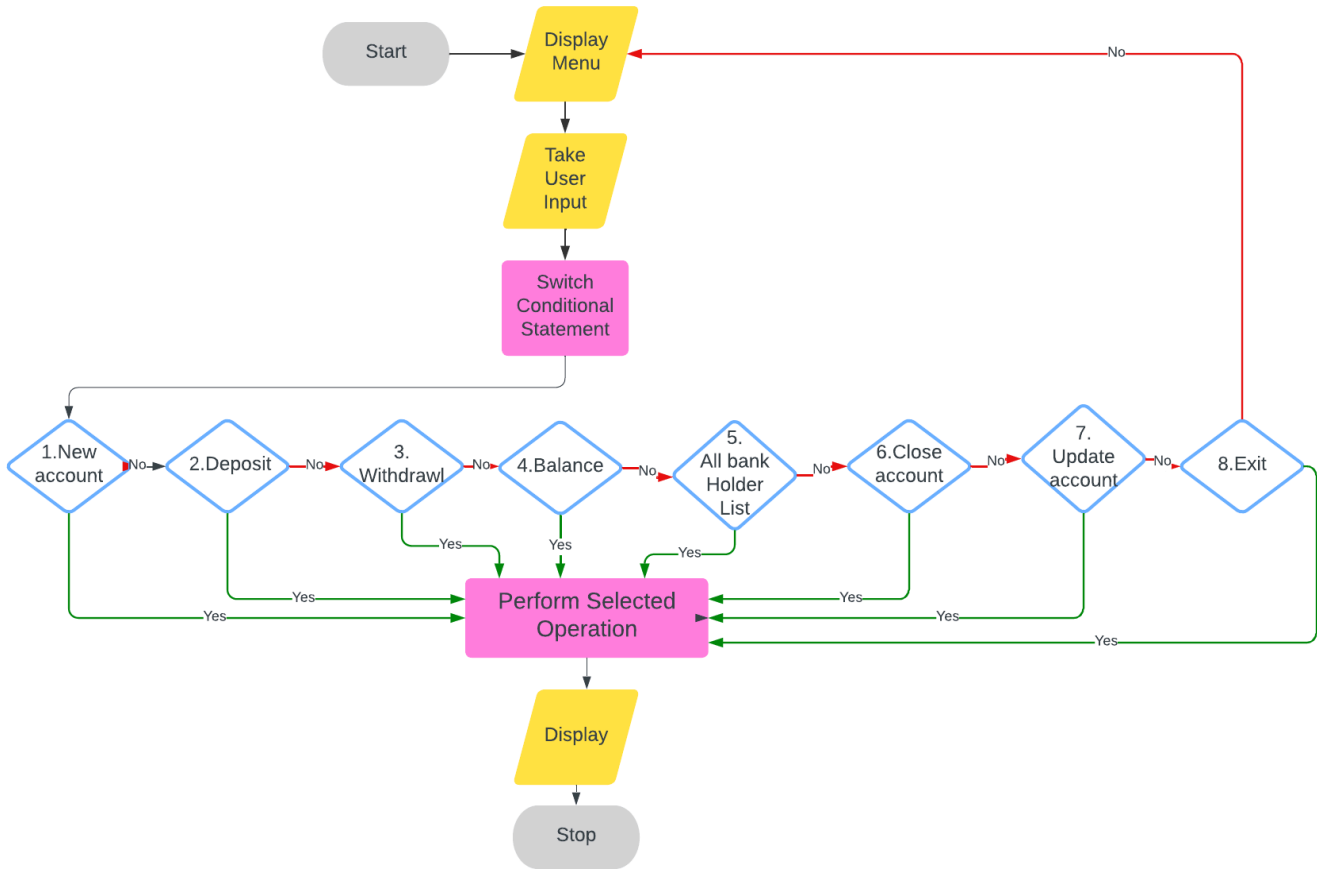 Start
Display
Menu
No
Take
User
Input
Switch
Conditional
Statement
1.New
account
No
2.Deposit
No
3.
Withdrawl
No
4.Balance
No
5.
All bank
Holder
List
No
6.Close
account
No
7.
Update
account
No
8.Exit
Yes
Yes
Yes
Yes
Yes
Yes
Yes
Yes
Perform Selected
Operation
Display
Stop